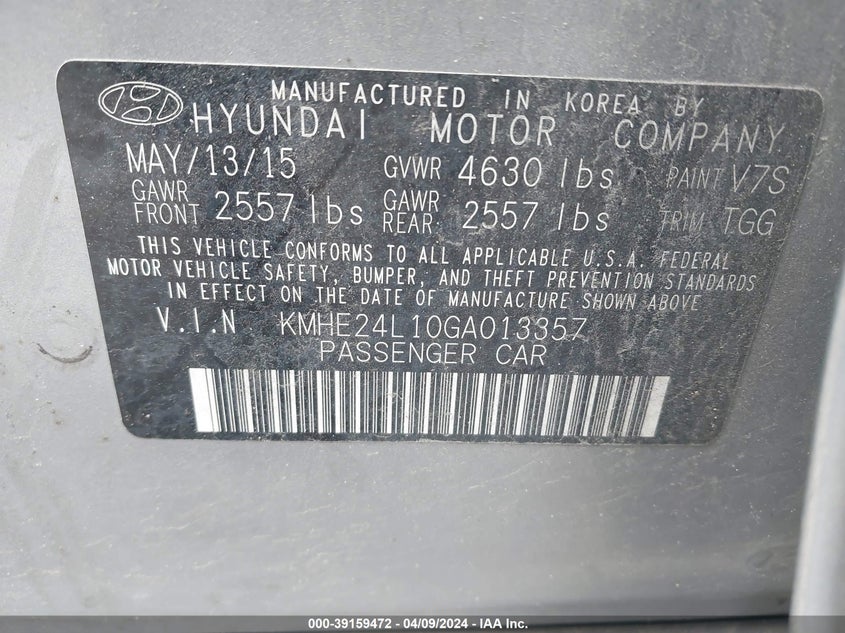 MANUFACTURED IN KOREA BY
HYUNDAI MOTOR COMPANY
MAY/13/15 GVWR 4630 lbs PAINT V7S
GAWR FRONT 2557 lbs GAWR REAR 2557 lbs TRIM TGG
THIS VEHICLE CONFORMS TO ALL APPLICABLE U.S.A. FEDERAL
MOTOR VEHICLE SAFETY, BUMPER, AND THEFT PREVENTION STANDARDS
IN EFFECT ON THE DATE OF MANUFACTURE SHOWN ABOVE
V.I.N KMHE24L10GA013357
PASSENGER CAR
000-39159472 - 04/09/2024 - IAA Inc.